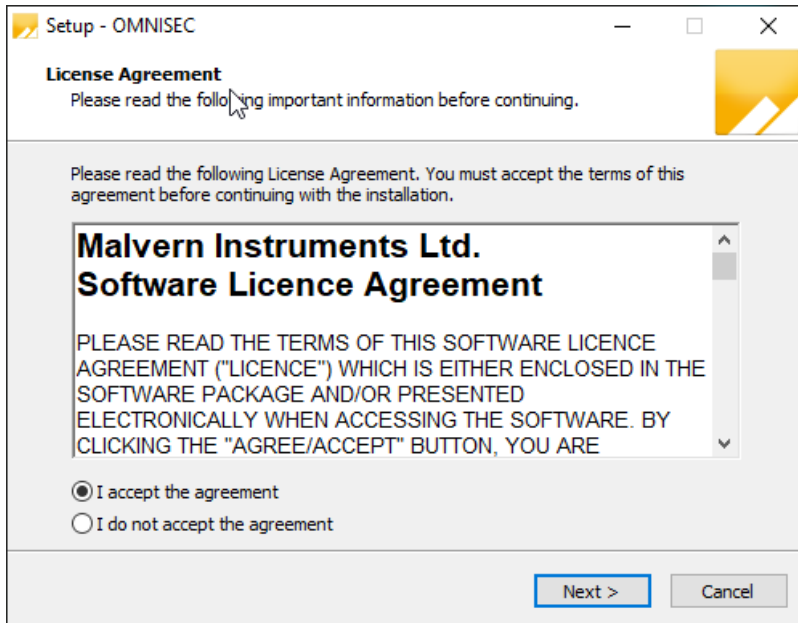 Setup - OMNISEC
License Agreement
Please read the following important information before continuing.
Please read the following License Agreement. You must accept the terms of this
agreement before continuing with the installation.
Malvern Instruments Ltd.
Software Licence Agreement
PLEASE READ THE TERMS OF THIS SOFTWARE LICENCE
AGREEMENT ("LICENCE") WHICH IS EITHER ENCLOSED IN THE
SOFTWARE PACKAGE AND/OR PRESENTED
ELECTRONICALLY WHEN ACCESSING THE SOFTWARE. BY
CLICKING THE "AGREE/ACCEPT" BUTTON, YOU ARE
I accept the agreement
I do not accept the agreement
Next >
Cancel